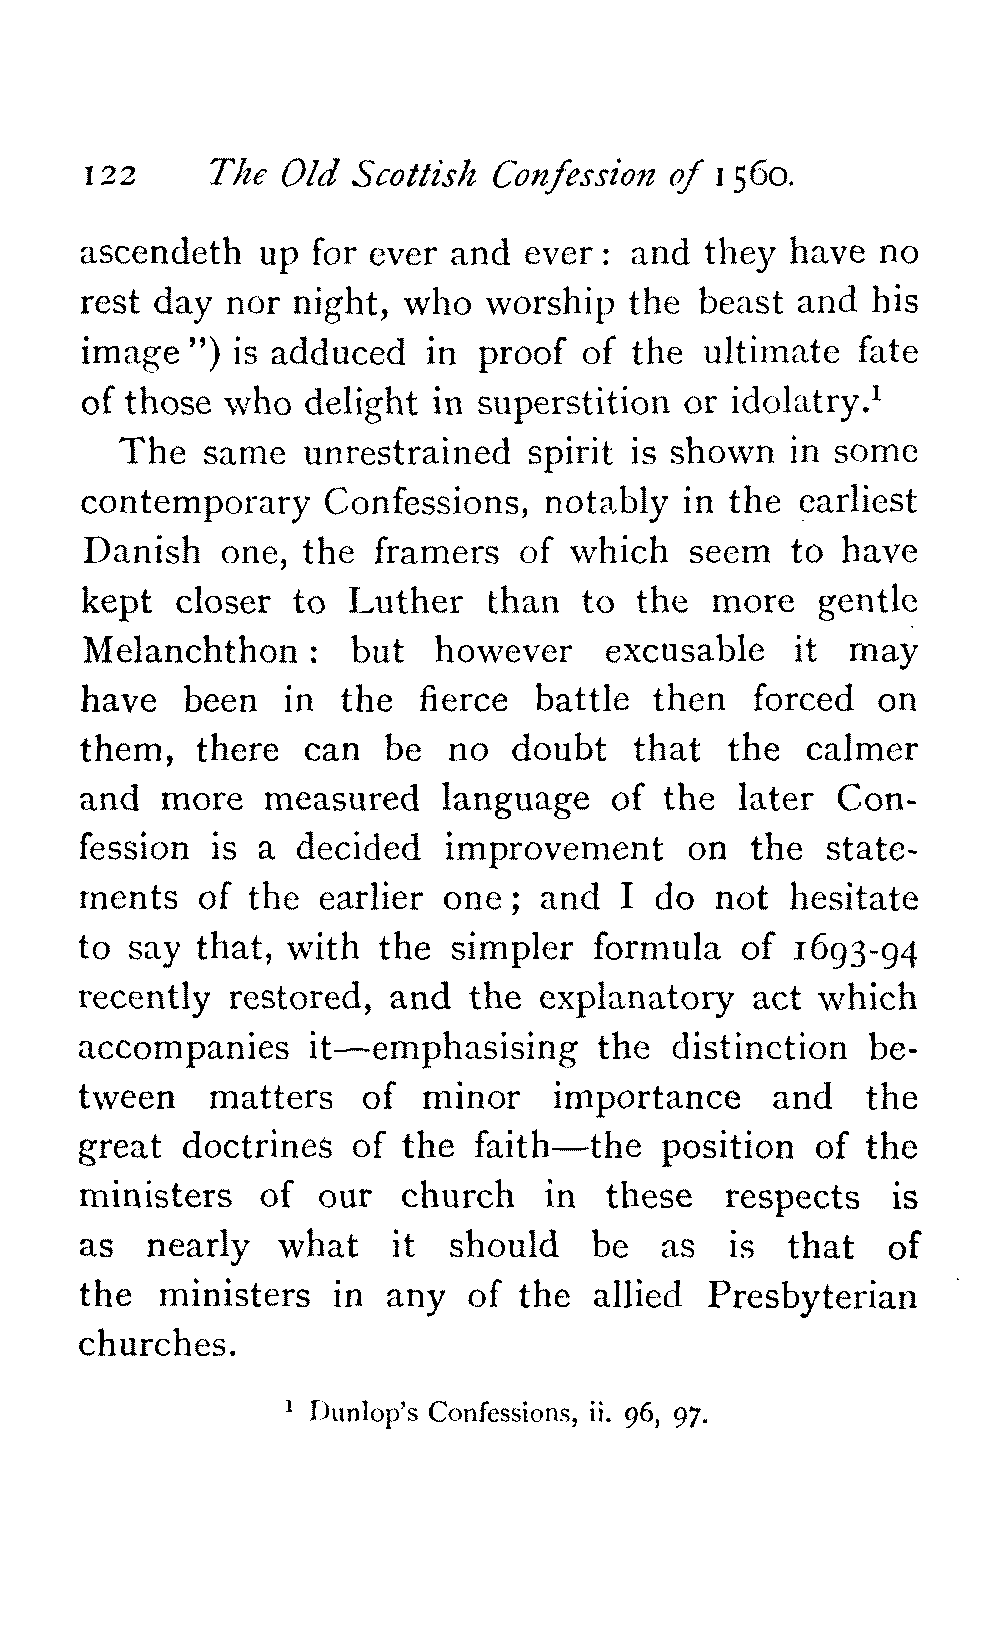 122 The Old Scottish Confession of 1560.
ascendeth up for ever and ever : and they have no
rest day nor night, who worship the beast and his
image") is adduced in proof of the ultimate fate
of those who delight in superstition or idolatry.¹
The same unrestrained spirit is shown in some
contemporary Confessions, notably in the earliest
Danish one, the framers of which seem to have
kept closer to Luther than to the more gentle
Melanchthon : but however excusable it may
have been in the fierce battle then forced on
them, there can be no doubt that the calmer
and more measured language of the later Con-
fession is a decided improvement on the state-
ments of the earlier one ; and I do not hesitate
to say that, with the simpler formula of 1693-94
recently restored, and the explanatory act which
accompanies it—emphasising the distinction be-
tween matters of minor importance and the
great doctrines of the faith—the position of the
ministers of our church in these respects is
as nearly what it should be as is that of
the ministers in any of the allied Presbyterian
churches.
¹ Dunlop's Confessions, ii. 96, 97.